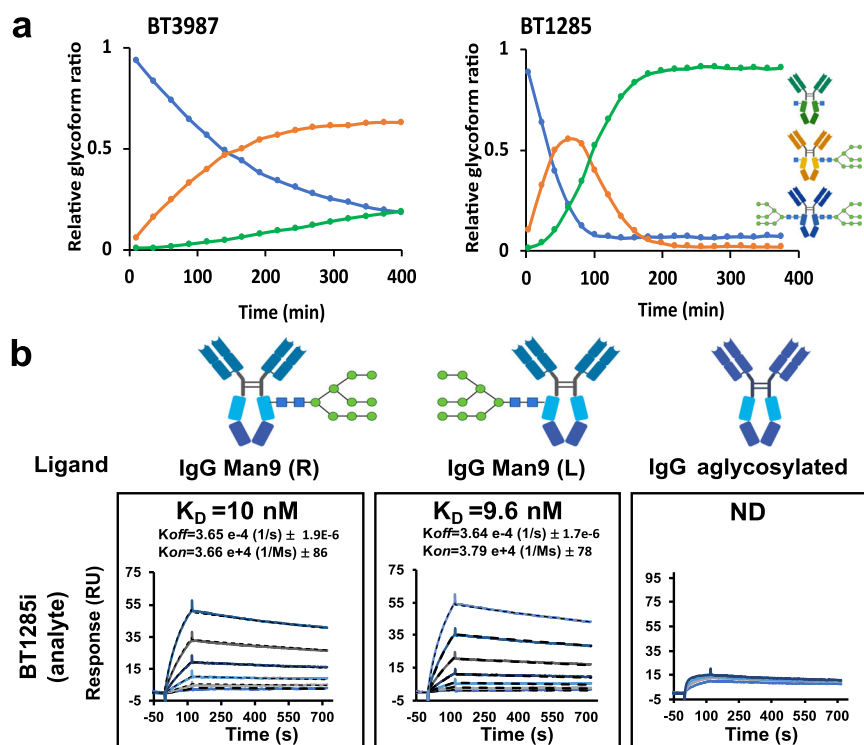 a
BT3987
BT1285
Relative glycoform ratio
1
0.5
0
0 100 200 300 400
Time (min)
Relative glycoform ratio
1
0.5
0
0 100 200 300 400
Time (min)
b
Ligand
IgG Man9 (R)
IgG Man9 (L)
IgG aglycosylated
BT1285i
(analyte)
Response (RU)
K_D =10 nM
Koff=3.65 e-4 (1/s) ± 1.9E-6
Kon=3.66 e+4 (1/Ms) ± 86
75
55
35
15
-5
-50 100 250 400 550 700
Time (s)
K_D =9.6 nM
Koff=3.64 e-4 (1/s) ± 1.7e-6
Kon=3.79 e+4 (1/Ms) ± 78
75
55
35
15
-5
-50 100 250 400 550 700
Time (s)
ND
95
75
55
35
15
-5
-50 100 250 400 550 700
Time (s)